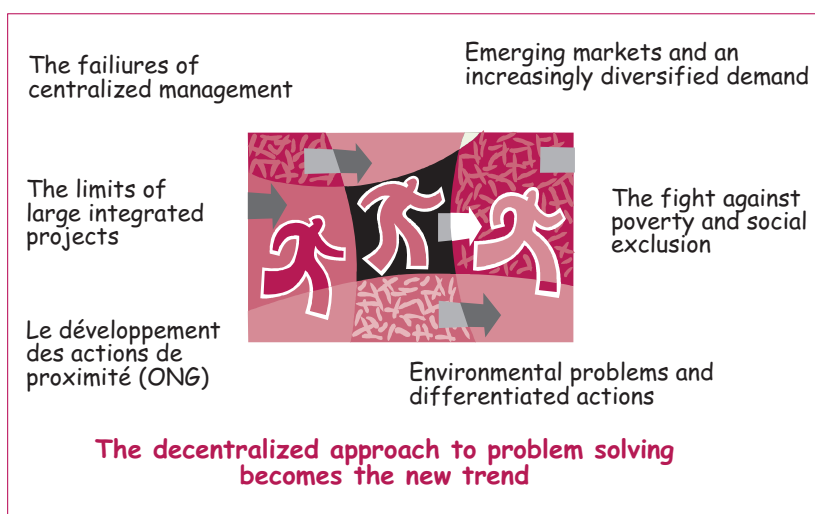 The failiures of
centralized management
Emerging markets and an
increasingly diversified demand
The limits of
large integrated
projects
The fight against
poverty and social
exclusion
Le développement
des actions de
proximité (ONG)
Environmental problems and
differentiated actions
The decentralized approach to problem solving
becomes the new trend